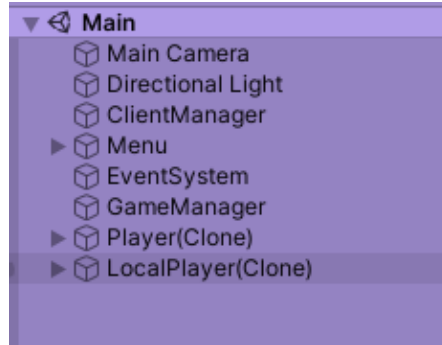 Main
Main Camera
Directional Light
ClientManager
Menu
EventSystem
GameManager
Player(Clone)
LocalPlayer(Clone)